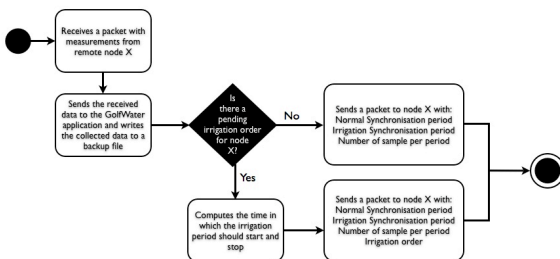 Receives a packet with
measurements from
remote node X
Sends the received
data to the GolfWater
application and writes
the collected data to a
backup file
Is
there a
pending
irrigation order
for node
X?
No
Sends a packet to node X with:
Normal Synchronisation period
Irrigation Synchronisation period
Number of sample per period
Yes
Computes the time in
which the irrigation
period should start and
stop
Sends a packet to node X with:
Normal Synchronisation period
Irrigation Synchronisation period
Number of sample per period
Irrigation order